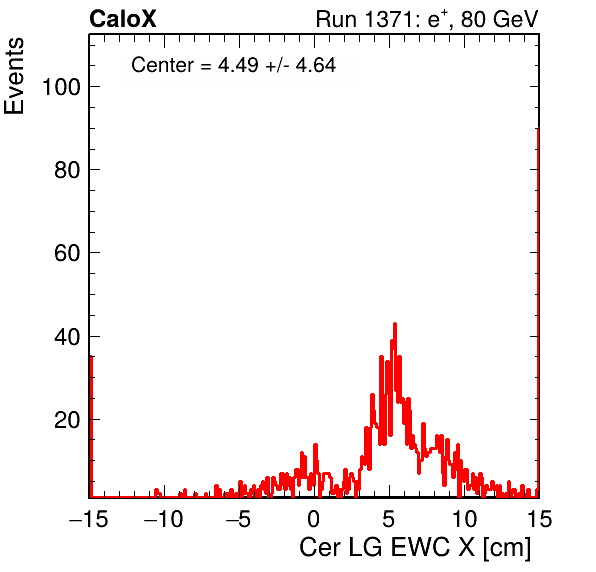 CaloX Run 1371: e⁺, 80 GeV
Center = 4.49 +/- 4.64
Events
100
80
60
40
20
−15 −10 −5 0 5 10 15
Cer LG EWC X [cm]